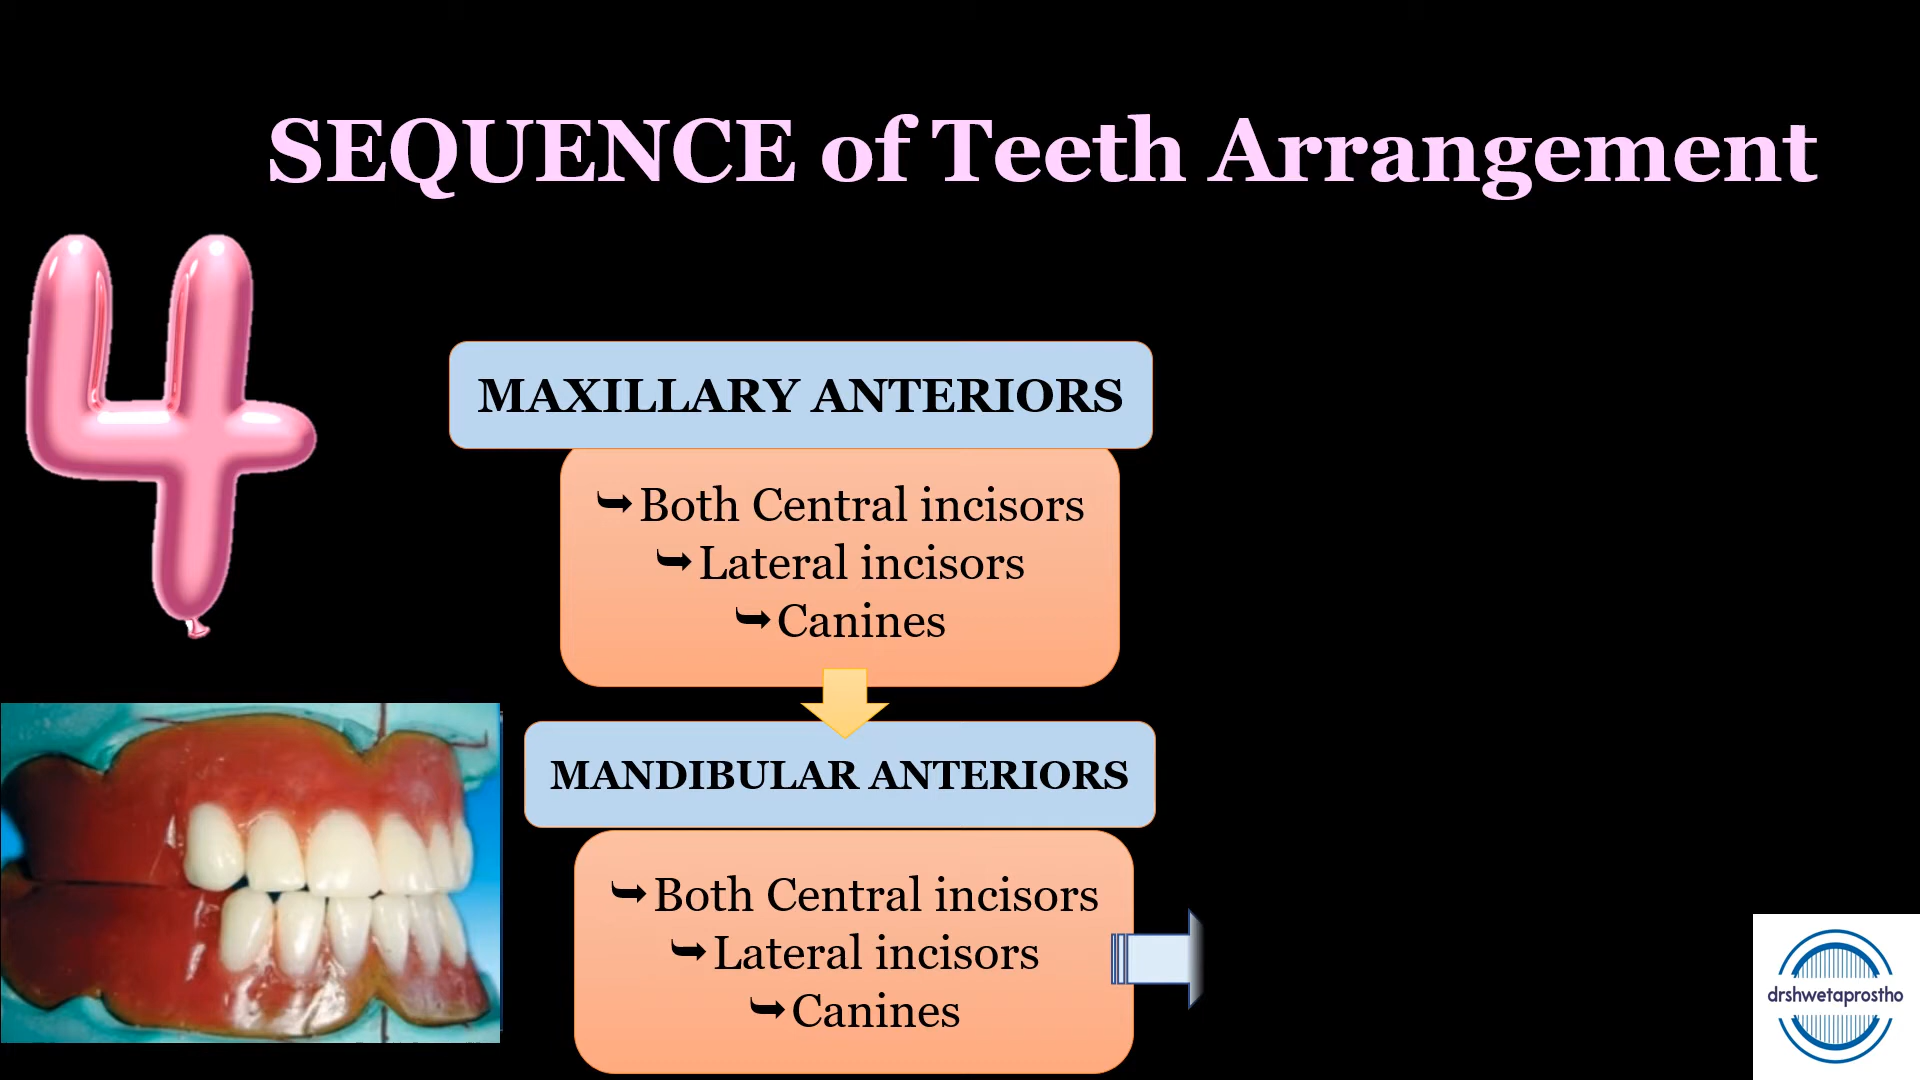 SEQUENCE of Teeth Arrangement
4
MAXILLARY ANTERIORS
➥Both Central incisors
➥Lateral incisors
➥Canines
MANDIBULAR ANTERIORS
➥Both Central incisors
➥Lateral incisors
➥Canines
drshwetaprostho